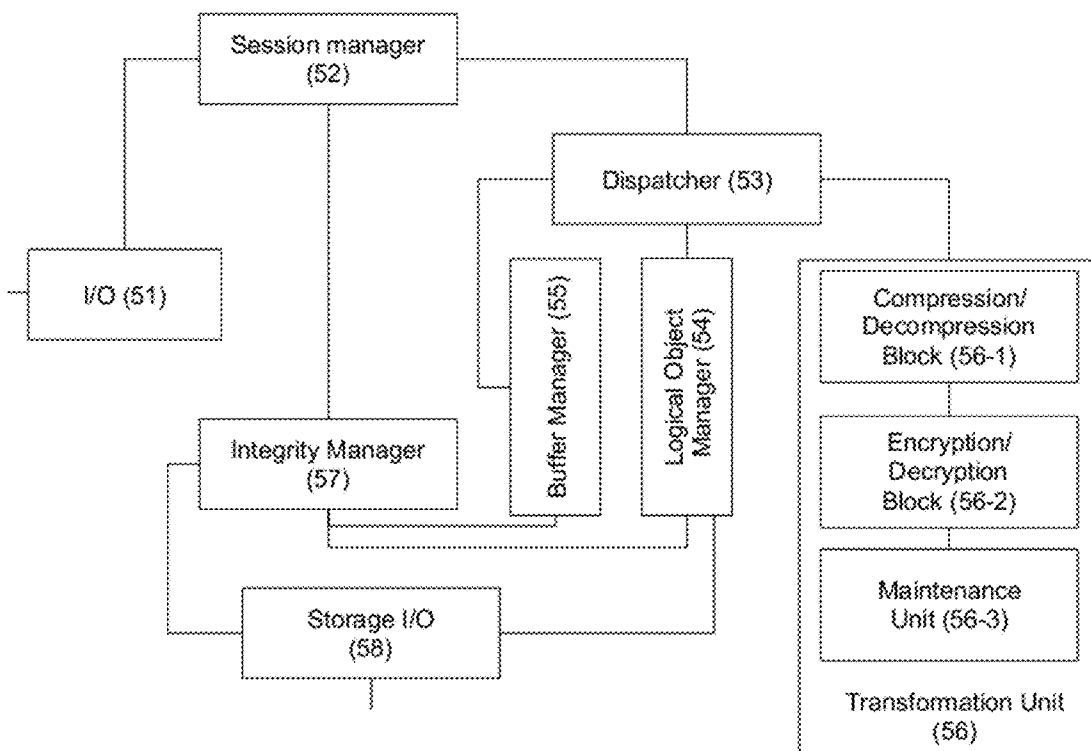 Session manager
(52)
Dispatcher (53)
I/O (51)
Buffer Manager (55)
Logical Object
Manager (54)
Compression/
Decompression
Block (56-1)
Integrity Manager
(57)
Encryption/
Decryption
Block (56-2)
Storage I/O
(58)
Maintenance
Unit (56-3)
Transformation Unit
(56)